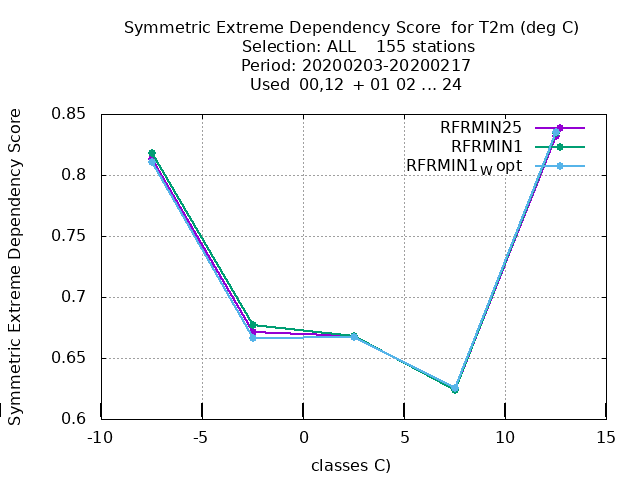 Symmetric Extreme Dependency Score for T2m (deg C)
Selection: ALL 155 stations
Period: 20200203-20200217
Used 00,12 + 01 02 ... 24
Symmetric Extreme Dependency Score
0.85
0.8
0.75
0.7
0.65
0.6
RFRMIN25
RFRMIN1
RFRMIN1W opt
-10 -5 0 5 10 15
classes C)